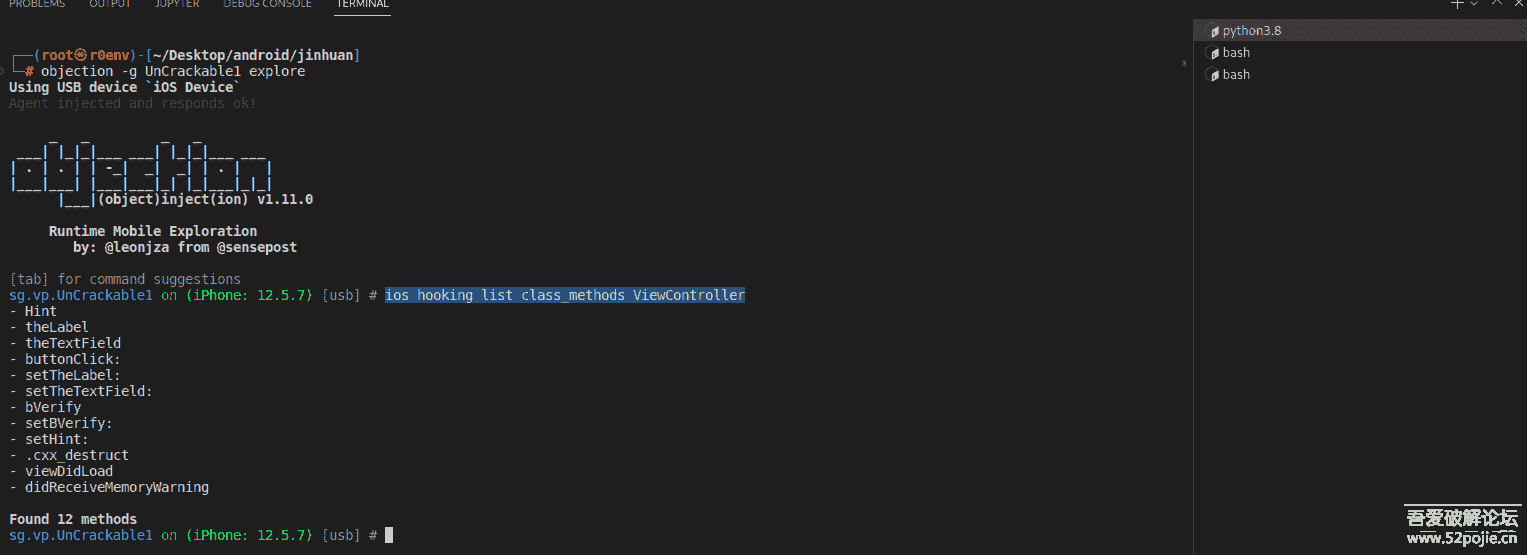 PROBLEMS OUTPUT JUPYTER DEBUG CONSOLE TERMINAL
python3.8
bash
bash
┌──(root㉿r0env)-[~/Desktop/android/jinhuan]
└─# objection -g UnCrackable1 explore
Using USB device `iOS Device`
Agent injected and responds ok!
(object)inject(ion) v1.11.0
Runtime Mobile Exploration
by: @leonjza from @sensepost
[tab] for command suggestions
sg.vp.UnCrackable1 on (iPhone: 12.5.7) [usb] # ios hooking list class_methods ViewController
- Hint
- theLabel
- theTextField
- buttonClick:
- setTheLabel:
- setTheTextField:
- bVerify
- setBVerify:
- setHint:
- .cxx_destruct
- viewDidLoad
- didReceiveMemoryWarning
Found 12 methods
sg.vp.UnCrackable1 on (iPhone: 12.5.7) [usb] #
吾爱破解论坛
www.52pojie.cn